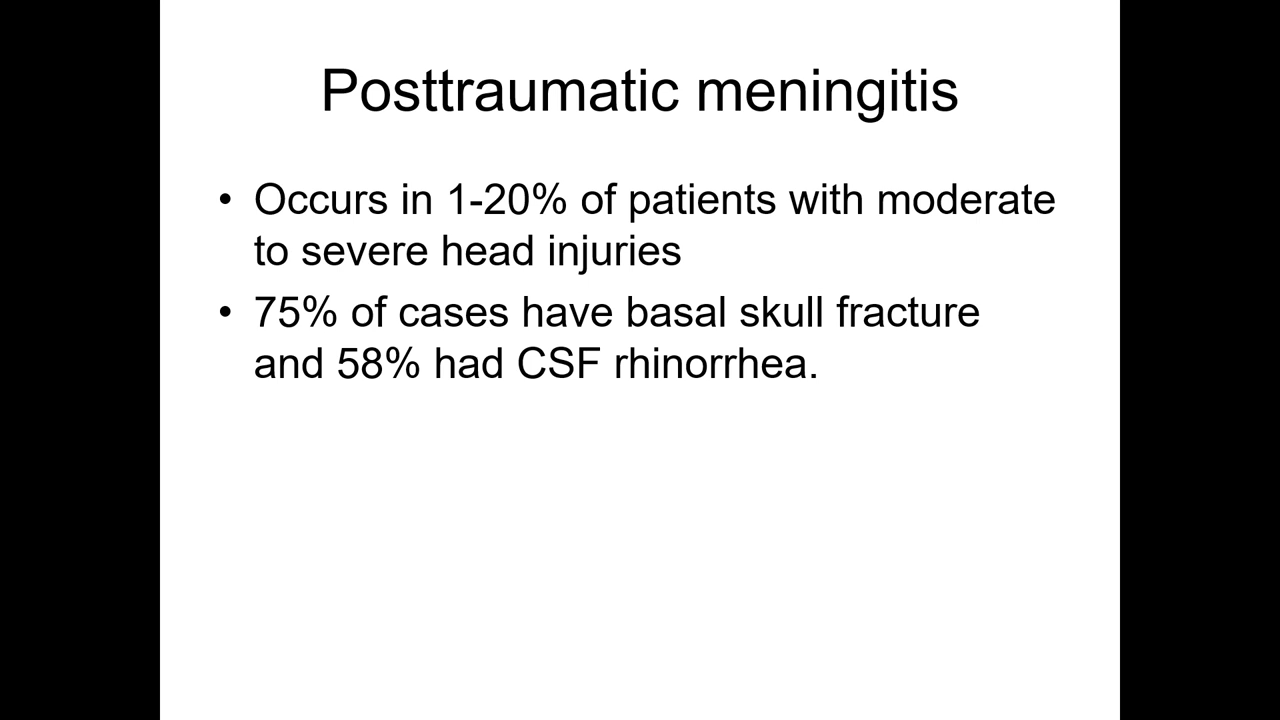 Posttraumatic meningitis
• Occurs in 1-20% of patients with moderate
to severe head injuries
• 75% of cases have basal skull fracture
and 58% had CSF rhinorrhea.